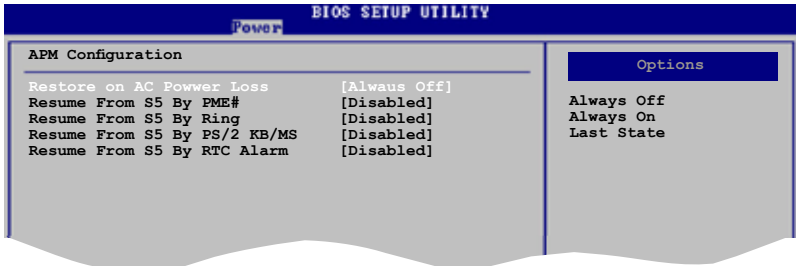 BIOS SETUP UTILITY
Power
APM Configuration
Restore on AC Powwer Loss [Alwaus Off]
Resume From S5 By PME# [Disabled]
Resume From S5 By Ring [Disabled]
Resume From S5 By PS/2 KB/MS [Disabled]
Resume From S5 By RTC Alarm [Disabled]
Options
Always Off
Always On
Last State